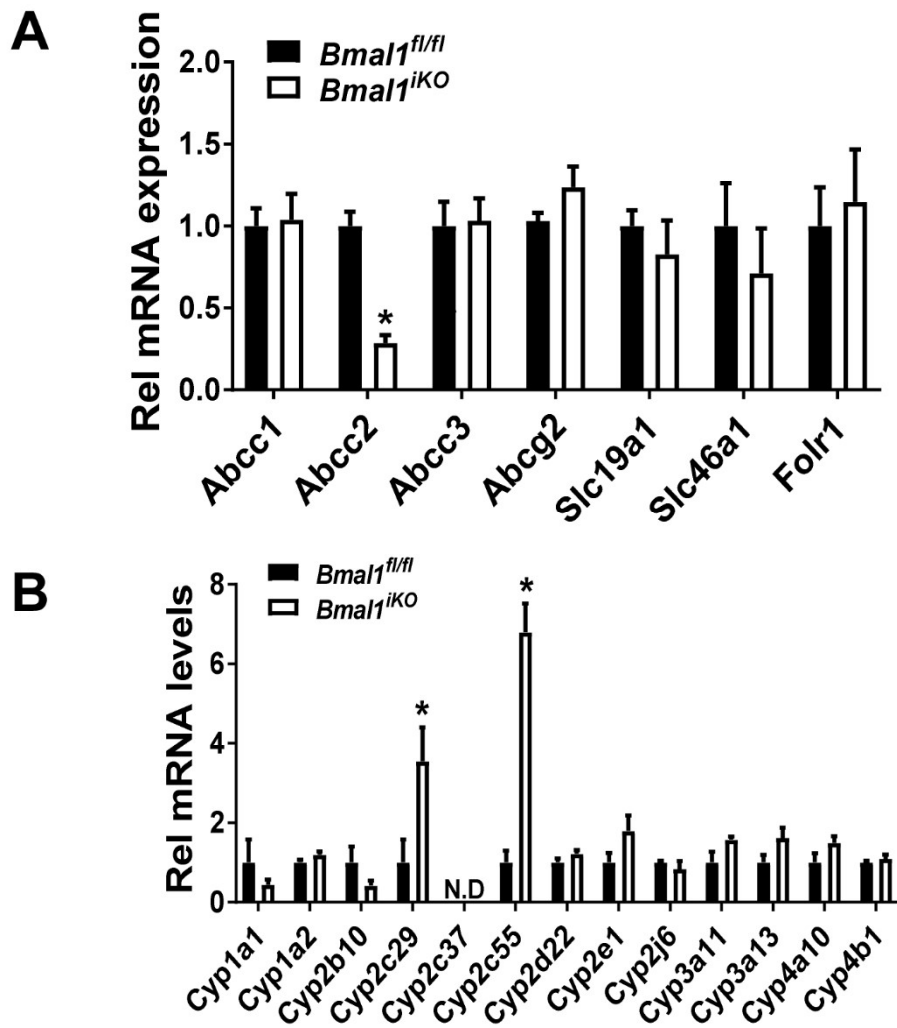 A
Bmal1fl/fl
Bmal1iKO
Rel mRNA expression
2.0
1.5
1.0
0.5
0.0
*
Abcc1
Abcc2
Abcc3
Abcg2
Slc19a1
Slc46a1
Folr1
B
Bmal1fl/fl
Bmal1iKO
Rel mRNA levels
8
6
4
2
0
*
*
N.D
Cyp1a1
Cyp1a2
Cyp2b10
Cyp2c29
Cyp2c37
Cyp2c55
Cyp2d22
Cyp2e1
Cyp2j6
Cyp3a11
Cyp3a13
Cyp4a10
Cyp4b1